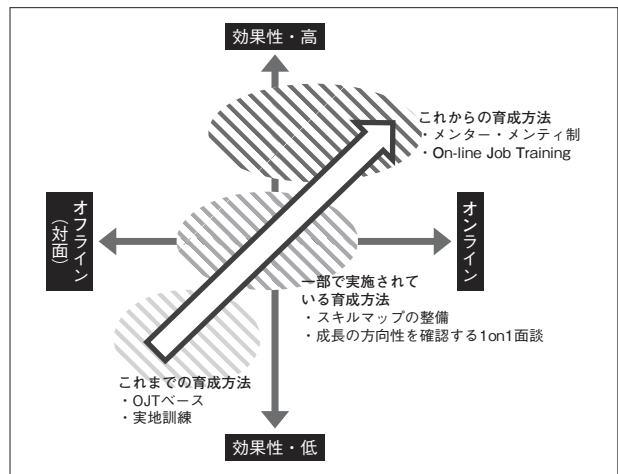 効果性・高
これからの育成方法
・メンター・メンティ制
・On-line Job Training
オフライン
（対面）
オンライン
一部で実施されて
いる育成方法
・スキルマップの整備
・成長の方向性を確認する1on1面談
これまでの育成方法
・OJTベース
・実地訓練
効果性・低